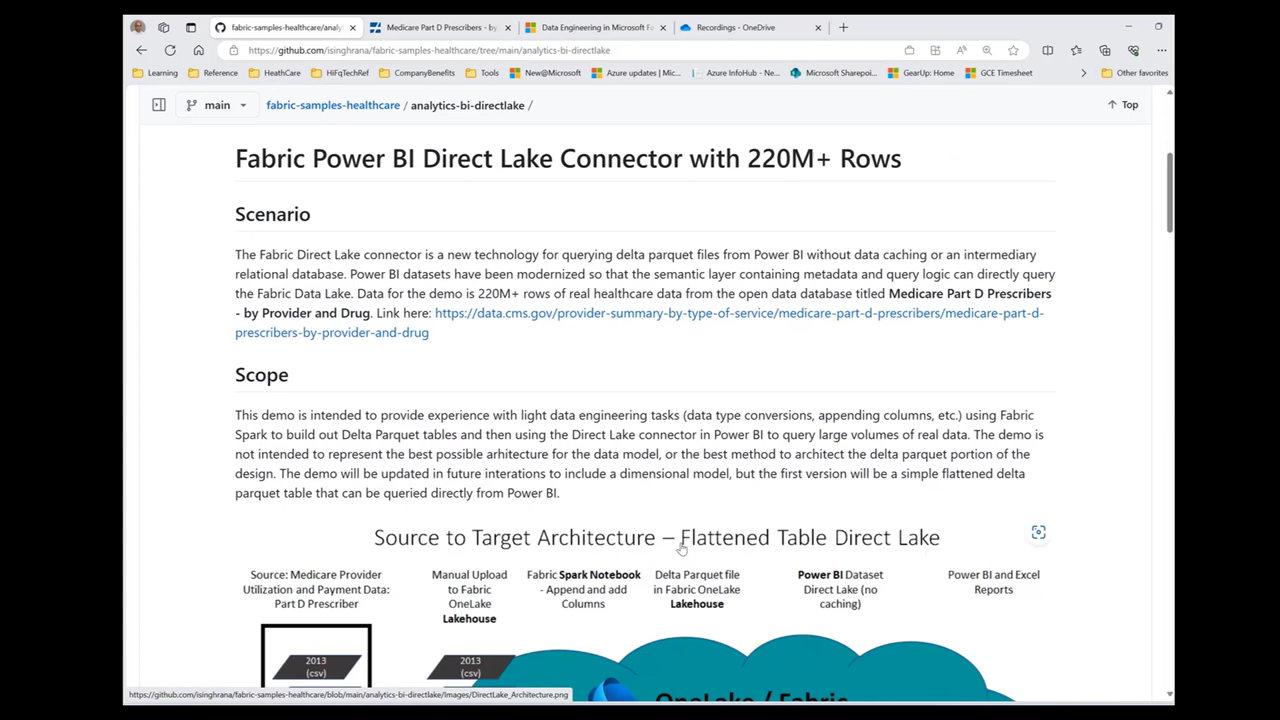 fabric-samples-healthcare/analy
Medicare Part D Prescribers - by
Data Engineering in Microsoft Fa
Recordings - OneDrive
https://github.com/isinghrana/fabric-samples-healthcare/tree/main/analytics-bi-directlake
Learning
Reference
HeathCare
HiFqTechRef
CompanyBenefits
Tools
New@Microsoft
Azure updates | Mic...
Azure InfoHub - Ne...
Microsoft Sharepoi...
GearUp: Home
GCE Timesheet
Other favorites
main
fabric-samples-healthcare / analytics-bi-directlake /
Top
Fabric Power BI Direct Lake Connector with 220M+ Rows
Scenario
The Fabric Direct Lake connector is a new technology for querying delta parquet files from Power BI without data caching or an intermediary
relational database. Power BI datasets have been modernized so that the semantic layer containing metadata and query logic can directly query
the Fabric Data Lake. Data for the demo is 220M+ rows of real healthcare data from the open data database titled Medicare Part D Prescribers
- by Provider and Drug. Link here: https://data.cms.gov/provider-summary-by-type-of-service/medicare-part-d-prescribers/medicare-part-d-
prescribers-by-provider-and-drug
Scope
This demo is intended to provide experience with light data engineering tasks (data type conversions, appending columns, etc.) using Fabric
Spark to build out Delta Parquet tables and then using the Direct Lake connector in Power BI to query large volumes of real data. The demo is
not intended to represent the best possible arhitecture for the data model, or the best method to architect the delta parquet portion of the
design. The demo will be updated in future interations to include a dimensional model, but the first version will be a simple flattened delta
parquet table that can be queried directly from Power BI.
Source to Target Architecture – Flattened Table Direct Lake
Source: Medicare Provider
Utilization and Payment Data:
Part D Prescriber
Manual Upload
to Fabric
OneLake
Lakehouse
Fabric Spark Notebook
- Append and add
Columns
Delta Parquet file
in Fabric OneLake
Lakehouse
Power BI Dataset
Direct Lake (no
caching)
Power BI and Excel
Reports
2013
(csv)
2013
(csv)
OneLake / Fabric
https://github.com/isinghrana/fabric-samples-healthcare/blob/main/analytics-bi-directlake/Images/DirectLake_Architecture.png